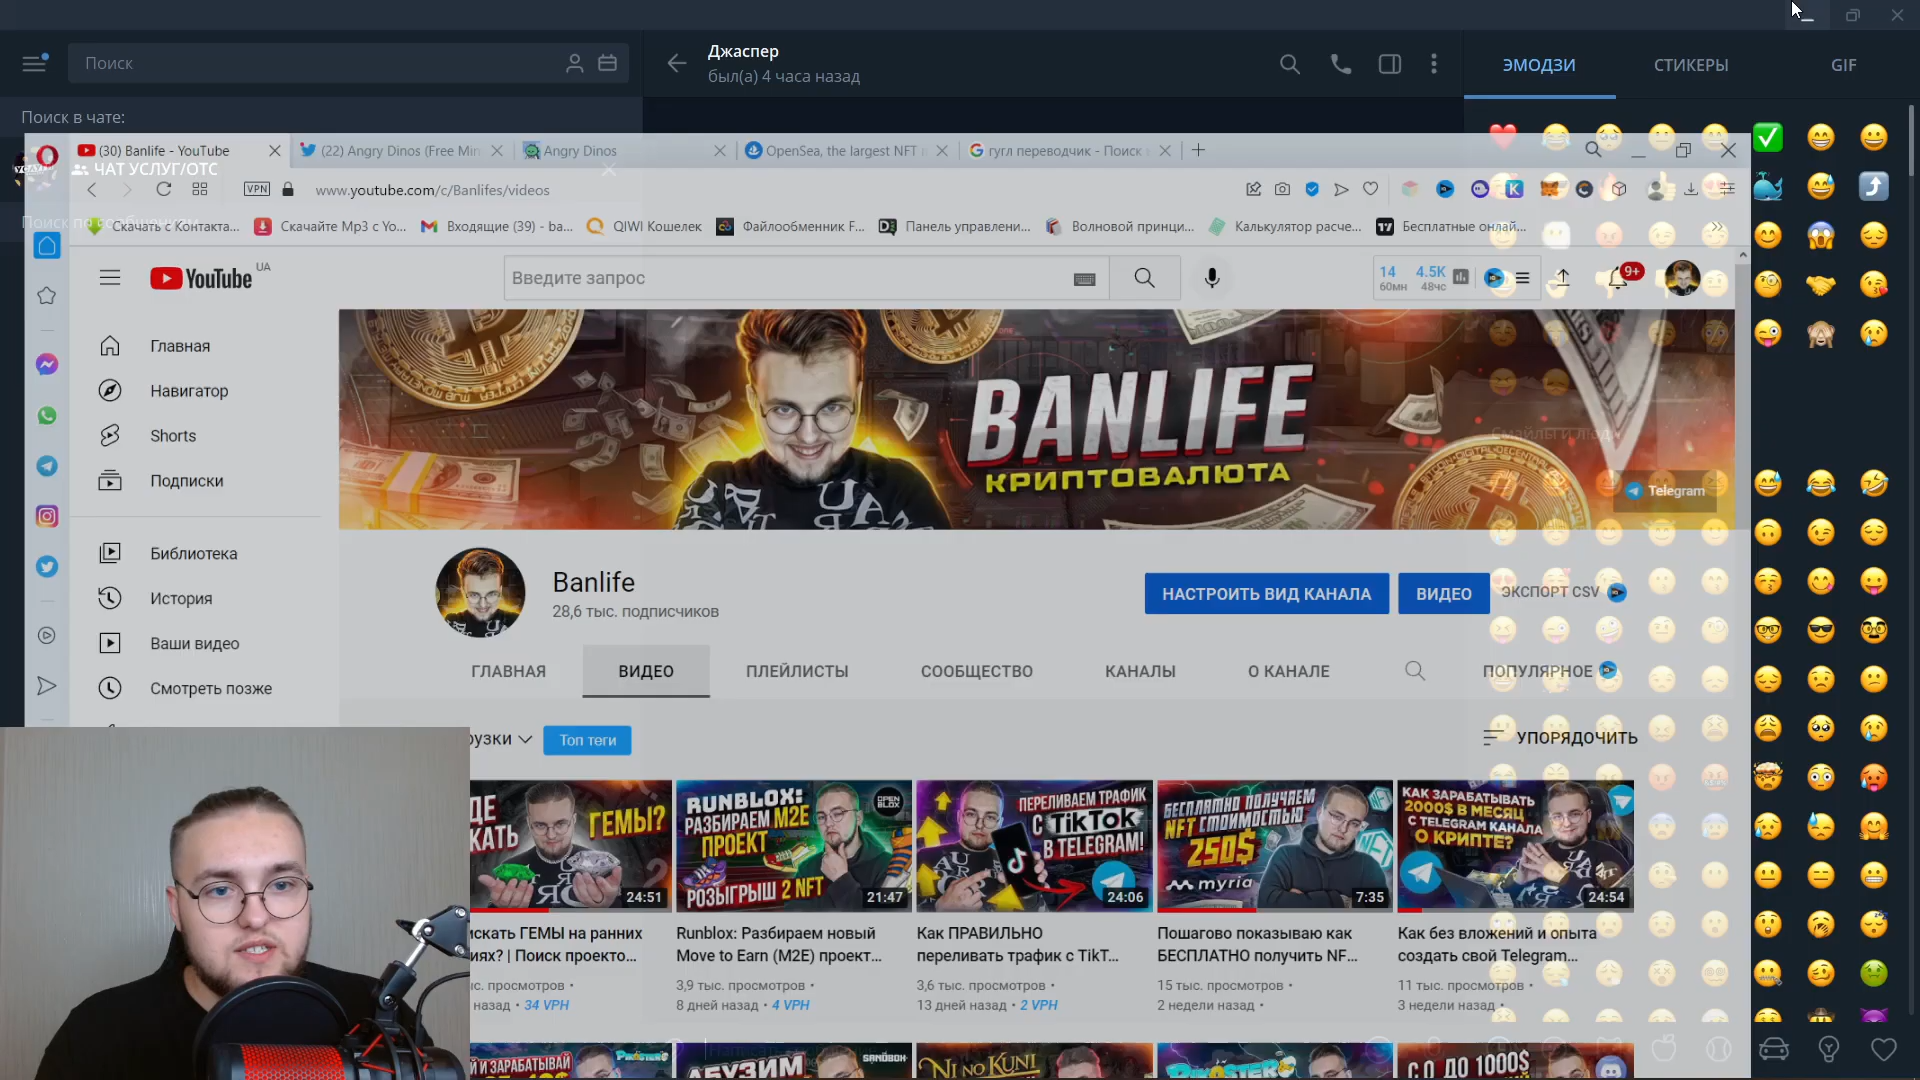 Поиск
Джаспер
был(а) 4 часа назад
ЭМОДЗИ
СТИКЕРЫ
GIF
Поиск в чате:
(30) Banlife - YouTube
(22) Angry Dinos (Free Min
Angry Dinos
OpenSea, the largest NFT
гугл переводчик - Поиск
ЧАТ УСЛУГ/ОТС
VPN
www.youtube.com/c/Banlifes/videos
Скачать с Контакта...
Скачайте Mp3 с Yo...
Входящие (39) - ba...
QIWI Кошелек
Файлообменник F...
Панель управлени...
Волновой принци...
Калькулятор расче...
Бесплатные онлай...
YouTube
UA
Введите запрос
14
60мн
4.5K
48чс
9+
Главная
Навигатор
Shorts
Подписки
Библиотека
История
Ваши видео
Смотреть позже
BANLIFE
КРИПТОВАЛЮТА
Telegram
Смайлы и люди
Banlife
28,6 тыс. подписчиков
НАСТРОИТЬ ВИД КАНАЛА
ВИДЕО
ЭКСПОРТ CSV
ГЛАВНАЯ
ВИДЕО
ПЛЕЙЛИСТЫ
СООБЩЕСТВО
КАНАЛЫ
О КАНАЛЕ
ПОПУЛЯРНОЕ
рузки
Топ теги
УПОРЯДОЧИТЬ
ГЕМЫ?
24:51
RUNBLOX:
РАЗБИРАЕМ M2E
ПРОЕКТ
РОЗЫГРЫШ 2 NFT
OPEN BLOX
21:47
ПЕРЕЛИВАЕМ ТРАФИК
С TikTok
В TELEGRAM!
24:06
БЕСПЛАТНО ПОЛУЧАЕМ
NFT СТОИМОСТЬЮ
250$
myria
7:35
КАК ЗАРАБАТЫВАТЬ
2000$ В МЕСЯЦ
С TELEGRAM КАНАЛА
О КРИПТЕ?
24:54
искать ГЕМЫ на ранних
иях? | Поиск проекто...
ыс. просмотров •
назад • 34 VPH
Runblox: Разбираем новый
Move to Earn (M2E) проект...
3,9 тыс. просмотров •
8 дней назад • 4 VPH
Как ПРАВИЛЬНО
переливать трафик с TikT...
3,6 тыс. просмотров •
13 дней назад • 2 VPH
Пошагово показываю как
БЕСПЛАТНО получить NF...
15 тыс. просмотров •
2 недели назад •
Как без вложений и опыта
создать свой Telegram...
11 тыс. просмотров •
3 недели назад •
Й И ЗАРАБАТЫВАЙ
АБУЗИМ
SANDBOX
NI NO KUNI
С 0 ДО 1000$